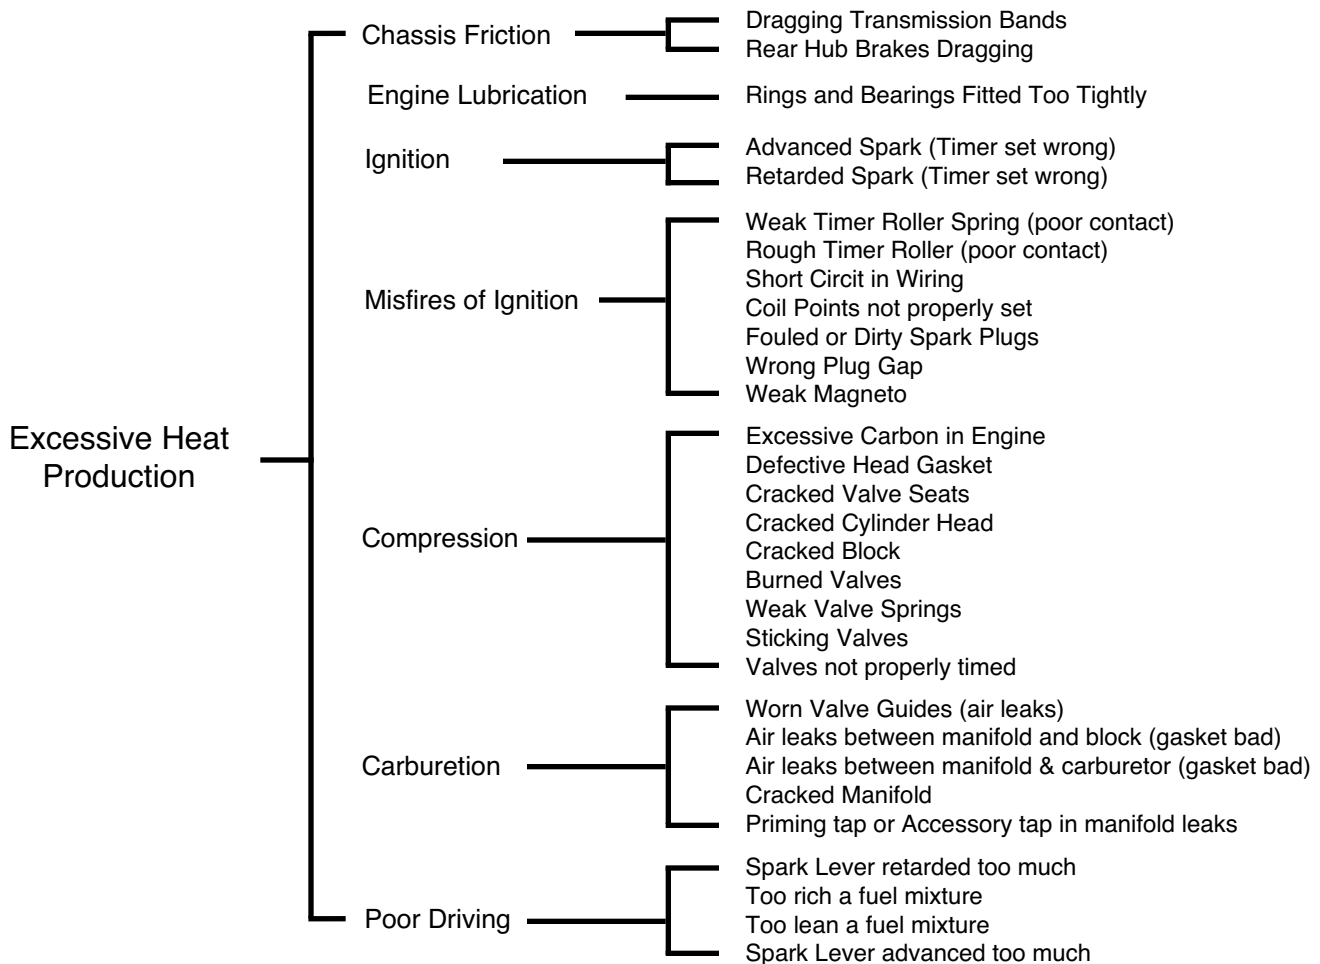 Excessive Heat
Production
Chassis Friction
Dragging Transmission Bands
Rear Hub Brakes Dragging
Engine Lubrication
Rings and Bearings Fitted Too Tightly
Ignition
Advanced Spark (Timer set wrong)
Retarded Spark (Timer set wrong)
Misfires of Ignition
Weak Timer Roller Spring (poor contact)
Rough Timer Roller (poor contact)
Short Circit in Wiring
Coil Points not properly set
Fouled or Dirty Spark Plugs
Wrong Plug Gap
Weak Magneto
Compression
Excessive Carbon in Engine
Defective Head Gasket
Cracked Valve Seats
Cracked Cylinder Head
Cracked Block
Burned Valves
Weak Valve Springs
Sticking Valves
Valves not properly timed
Carburetion
Worn Valve Guides (air leaks)
Air leaks between manifold and block (gasket bad)
Air leaks between manifold & carburetor (gasket bad)
Cracked Manifold
Priming tap or Accessory tap in manifold leaks
Poor Driving
Spark Lever retarded too much
Too rich a fuel mixture
Too lean a fuel mixture
Spark Lever advanced too much